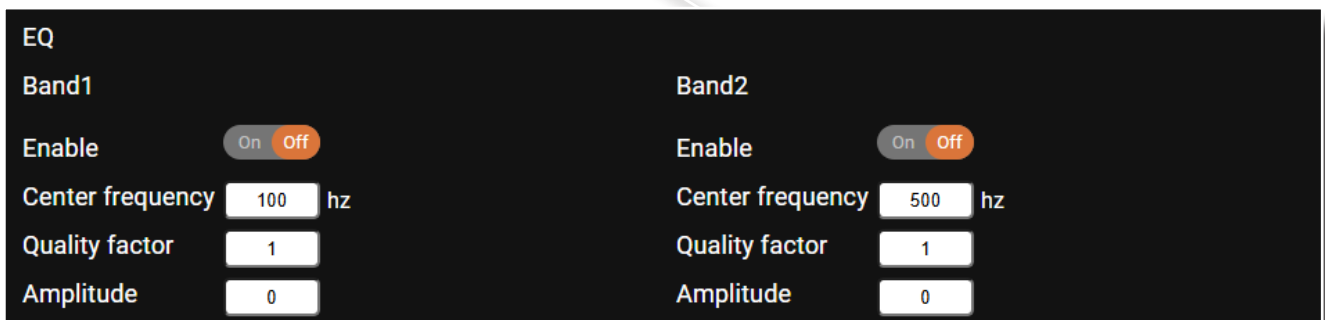 EQ
Band1 Band2
Enable On Off Enable On Off
Center frequency 100 hz Center frequency 500 hz
Quality factor 1 Quality factor 1
Amplitude 0 Amplitude 0